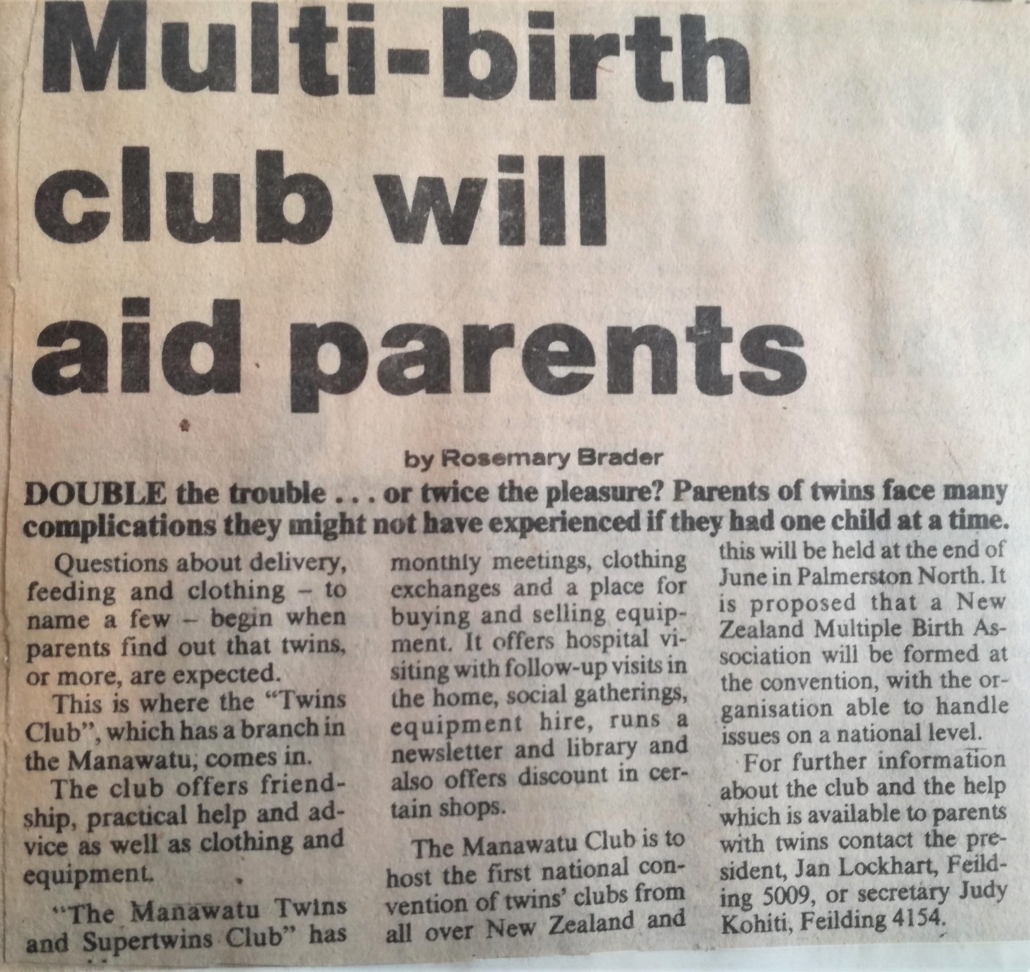 Multi-birth
club will
aid parents
by Rosemary Brader
DOUBLE the trouble . . . or twice the pleasure? Parents of twins face many
complications they might not have experienced if they had one child at a time.
Questions about delivery,
feeding and clothing – to
name a few – begin when
parents find out that twins,
or more, are expected.
This is where the “Twins
Club”, which has a branch in
the Manawatu, comes in.
The club offers friend-
ship, practical help and ad-
vice as well as clothing and
equipment.
“The Manawatu Twins
and Supertwins Club” has
monthly meetings, clothing
exchanges and a place for
buying and selling equip-
ment. It offers hospital vi-
siting with follow-up visits in
the home, social gatherings,
equipment hire, runs a
newsletter and library and
also offers discount in cer-
tain shops.
The Manawatu Club is to
host the first national con-
vention of twins’ clubs from
all over New Zealand and
this will be held at the end of
June in Palmerston North. It
is proposed that a New
Zealand Multiple Birth As-
sociation will be formed at
the convention, with the or-
ganisation able to handle
issues on a national level.
For further information
about the club and the help
which is available to parents
with twins contact the pre-
sident, Jan Lockhart, Feild-
ing 5009, or secretary Judy
Kohiti, Feilding 4154.